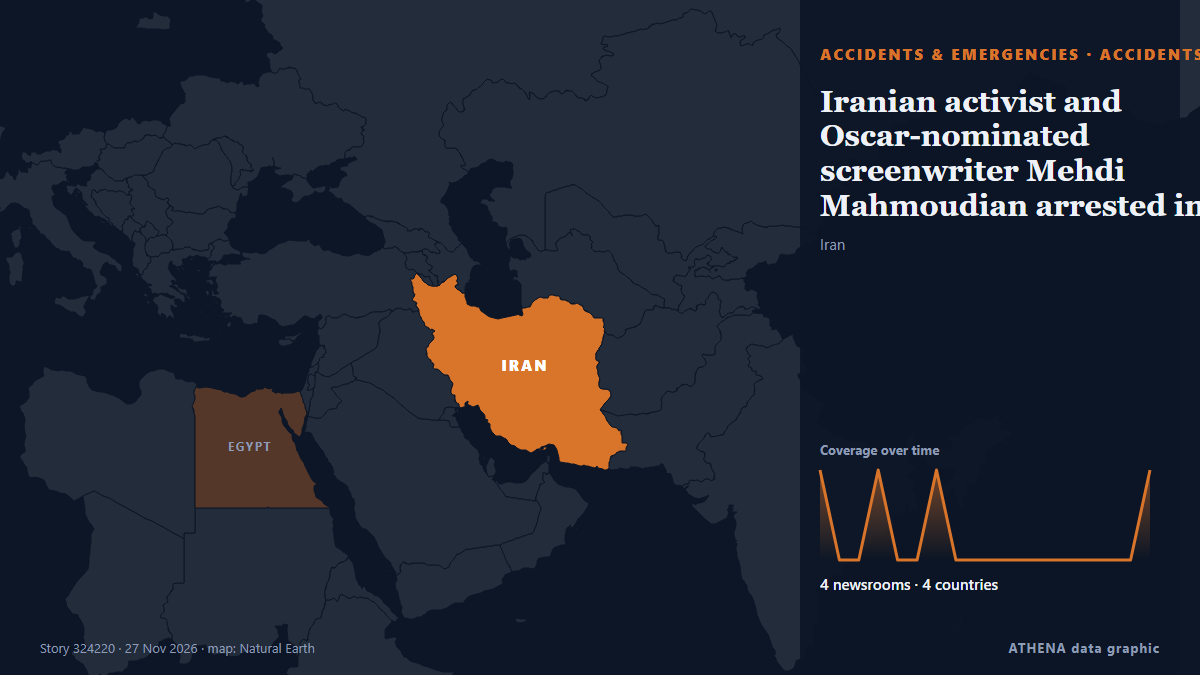 ACCIDENTS & EMERGENCIES · ACCIDENTS
Iranian activist and
Oscar-nominated
screenwriter Mehdi
Mahmoudian arrested in
Iran
IRAN
EGYPT
Coverage over time
4 newsrooms · 4 countries
Story 324220 · 27 Nov 2026 · map: Natural Earth
ATHENA data graphic